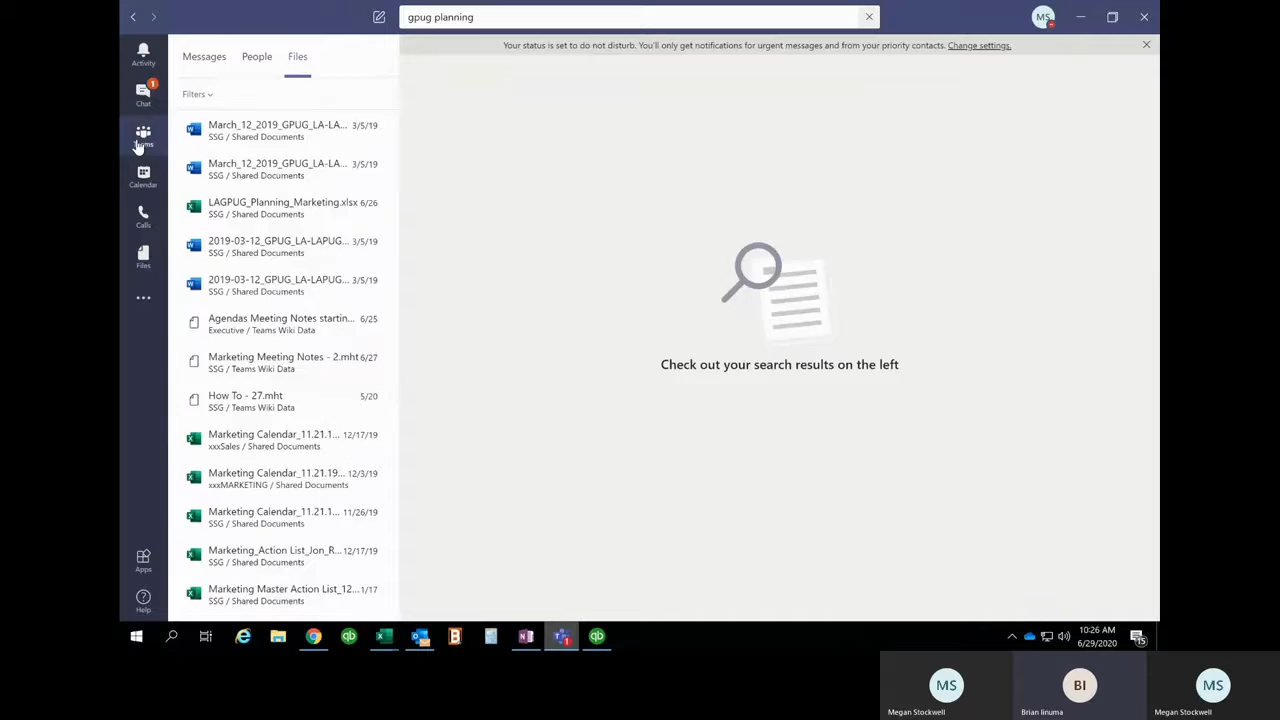 gpug planning
MS
Your status is set to do not disturb. You'll only get notifications for urgent messages and from your priority contacts. Change settings.
Activity
Chat
1
Teams
Calendar
Calls
Files
Apps
Help
Messages People Files
Filters
March_12_2019_GPUG_LA-LA... 3/5/19
SSG / Shared Documents
March_12_2019_GPUG_LA-LA... 3/5/19
SSG / Shared Documents
LAGPUG_Planning_Marketing.xlsx 6/26
SSG / Shared Documents
2019-03-12_GPUG_LA-LAPUG... 3/5/19
SSG / Shared Documents
2019-03-12_GPUG_LA-LAPUG... 3/5/19
SSG / Shared Documents
Agendas Meeting Notes startin... 6/25
Executive / Teams Wiki Data
Marketing Meeting Notes - 2.mht 6/27
SSG / Teams Wiki Data
How To - 27.mht 5/20
SSG / Teams Wiki Data
Marketing Calendar_11.21.1... 12/17/19
xxxSales / Shared Documents
Marketing Calendar_11.21.19... 12/3/19
xxxMARKETING / Shared Documents
Marketing Calendar_11.21.1... 11/26/19
SSG / Shared Documents
Marketing_Action List_Jon_R... 12/17/19
SSG / Shared Documents
Marketing Master Action List_12... 1/17
SSG / Shared Documents
Check out your search results on the left
10:26 AM
6/29/2020
15
MS
Megan Stockwell
BI
Brian Iinuma
MS
Megan Stockwell